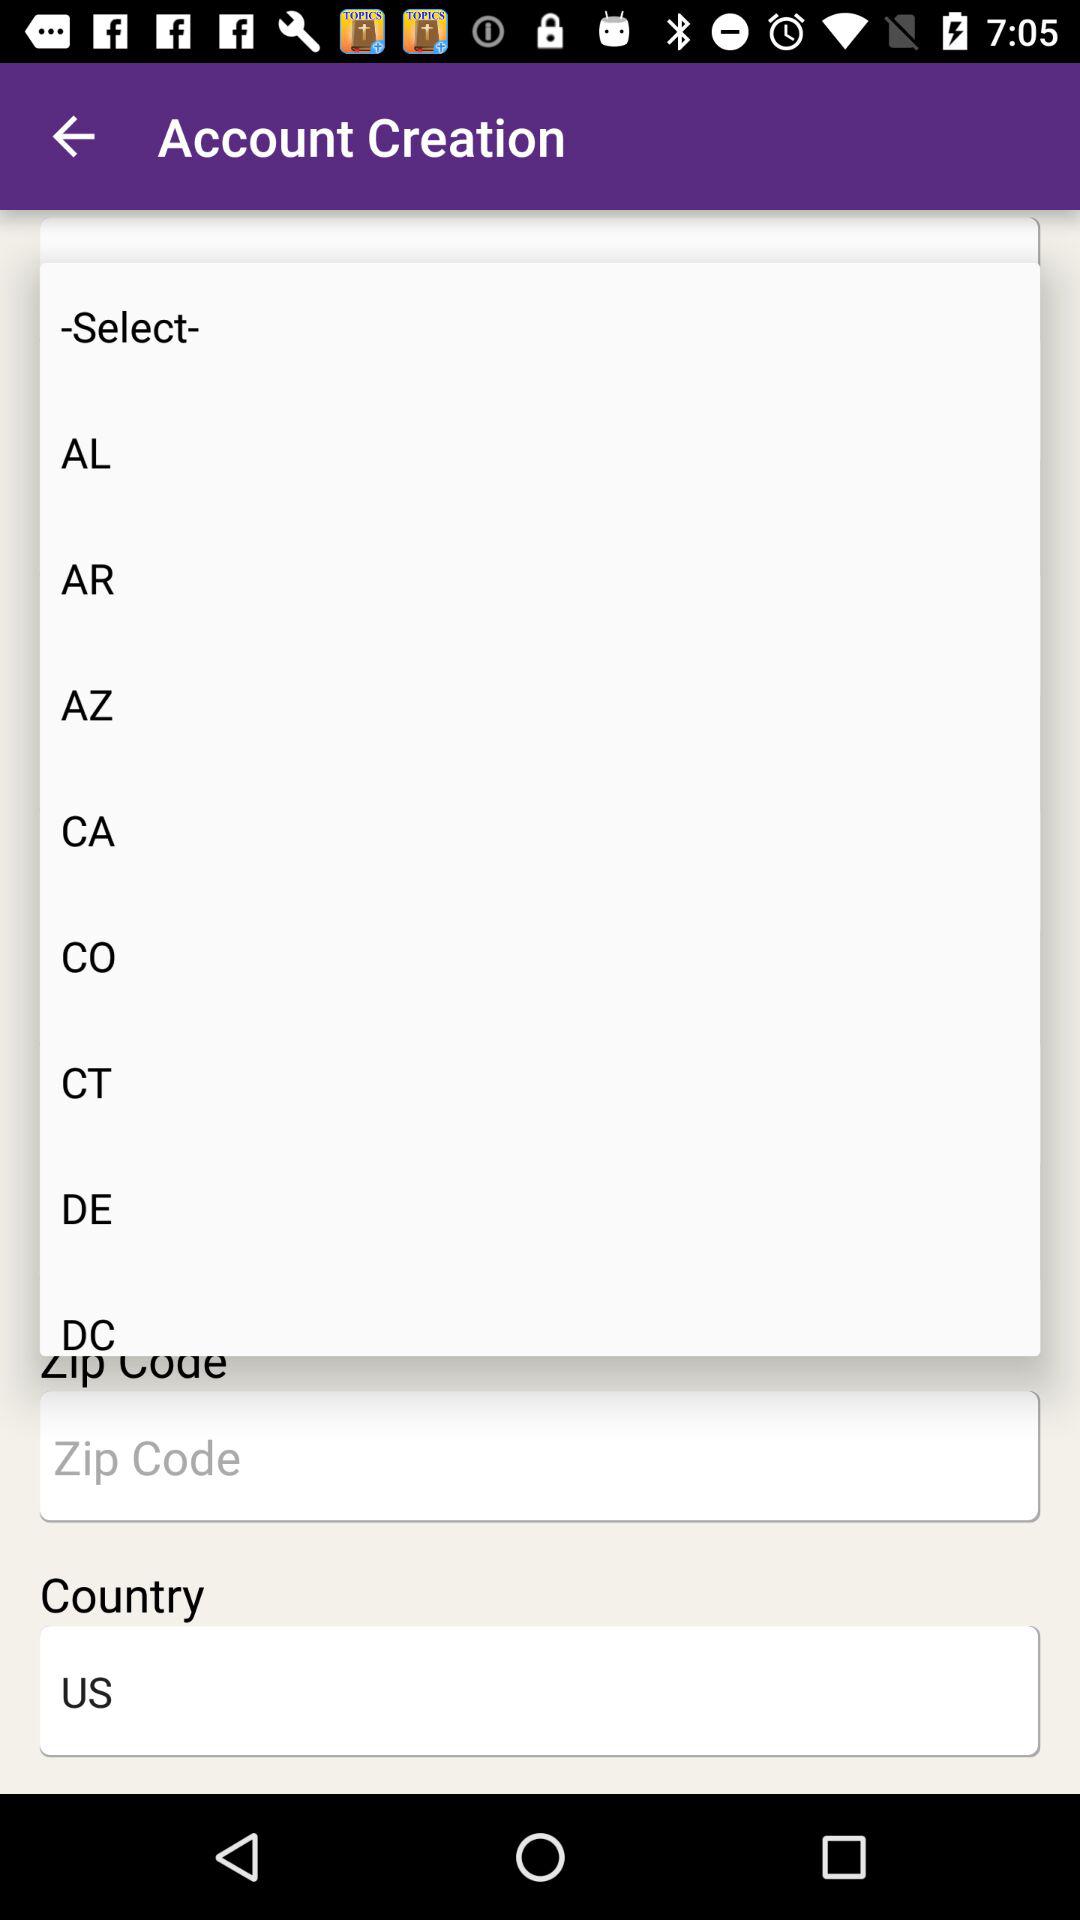 TOPICS TOPICS 7:05
Account Creation
-Select-
AL
AR
AZ
CA
CO
CT
DE
DC
Zip Code
Zip Code
Country
US